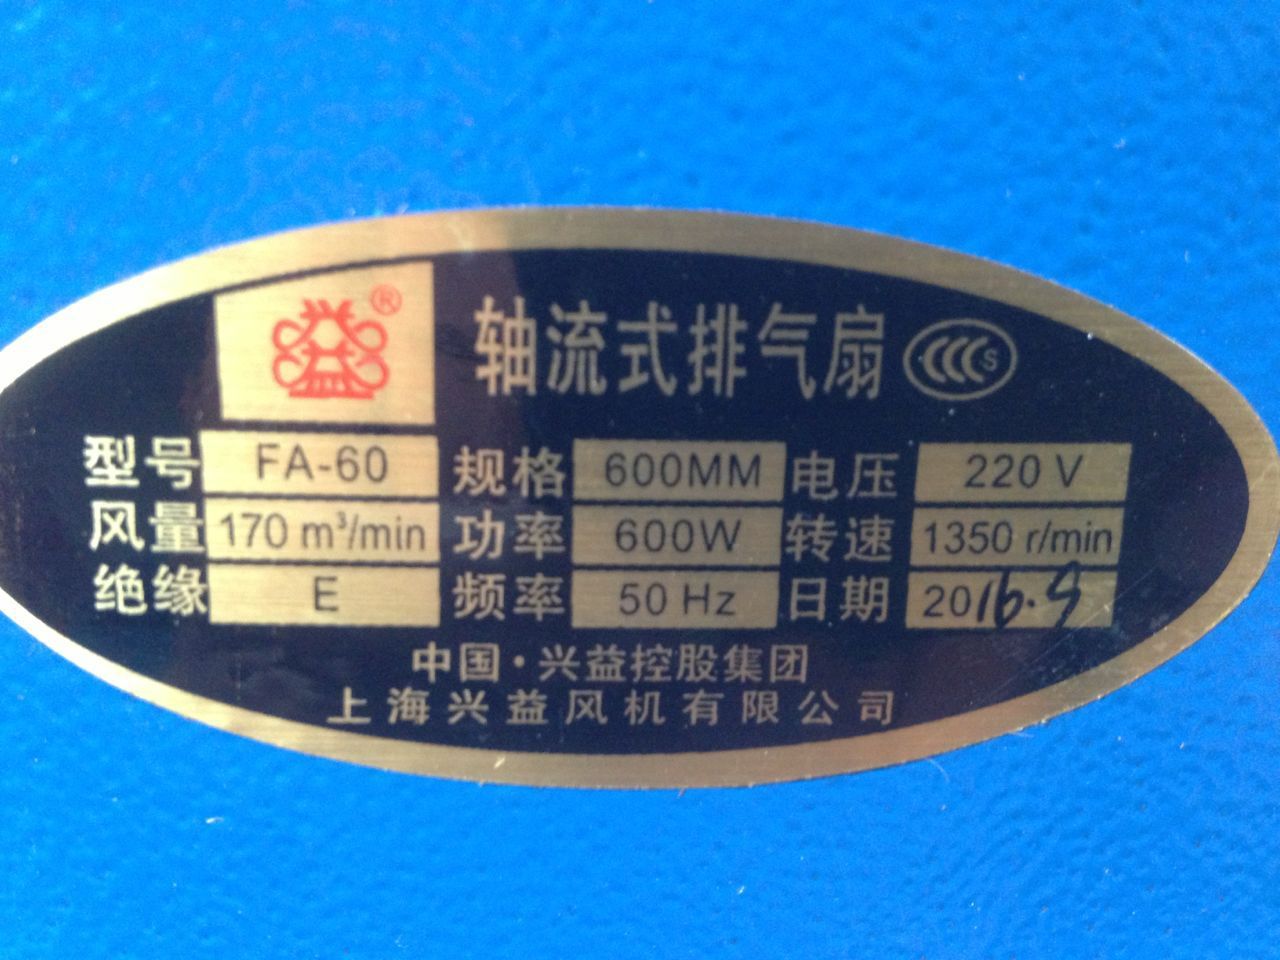 轴流式排气扇 CCC S
型号 FA-60 规格 600MM 电压 220 V
风量 170 m³/min 功率 600W 转速 1350 r/min
绝缘 E 频率 50 Hz 日期 2016.9
中国·兴益控股集团
上海兴益风机有限公司